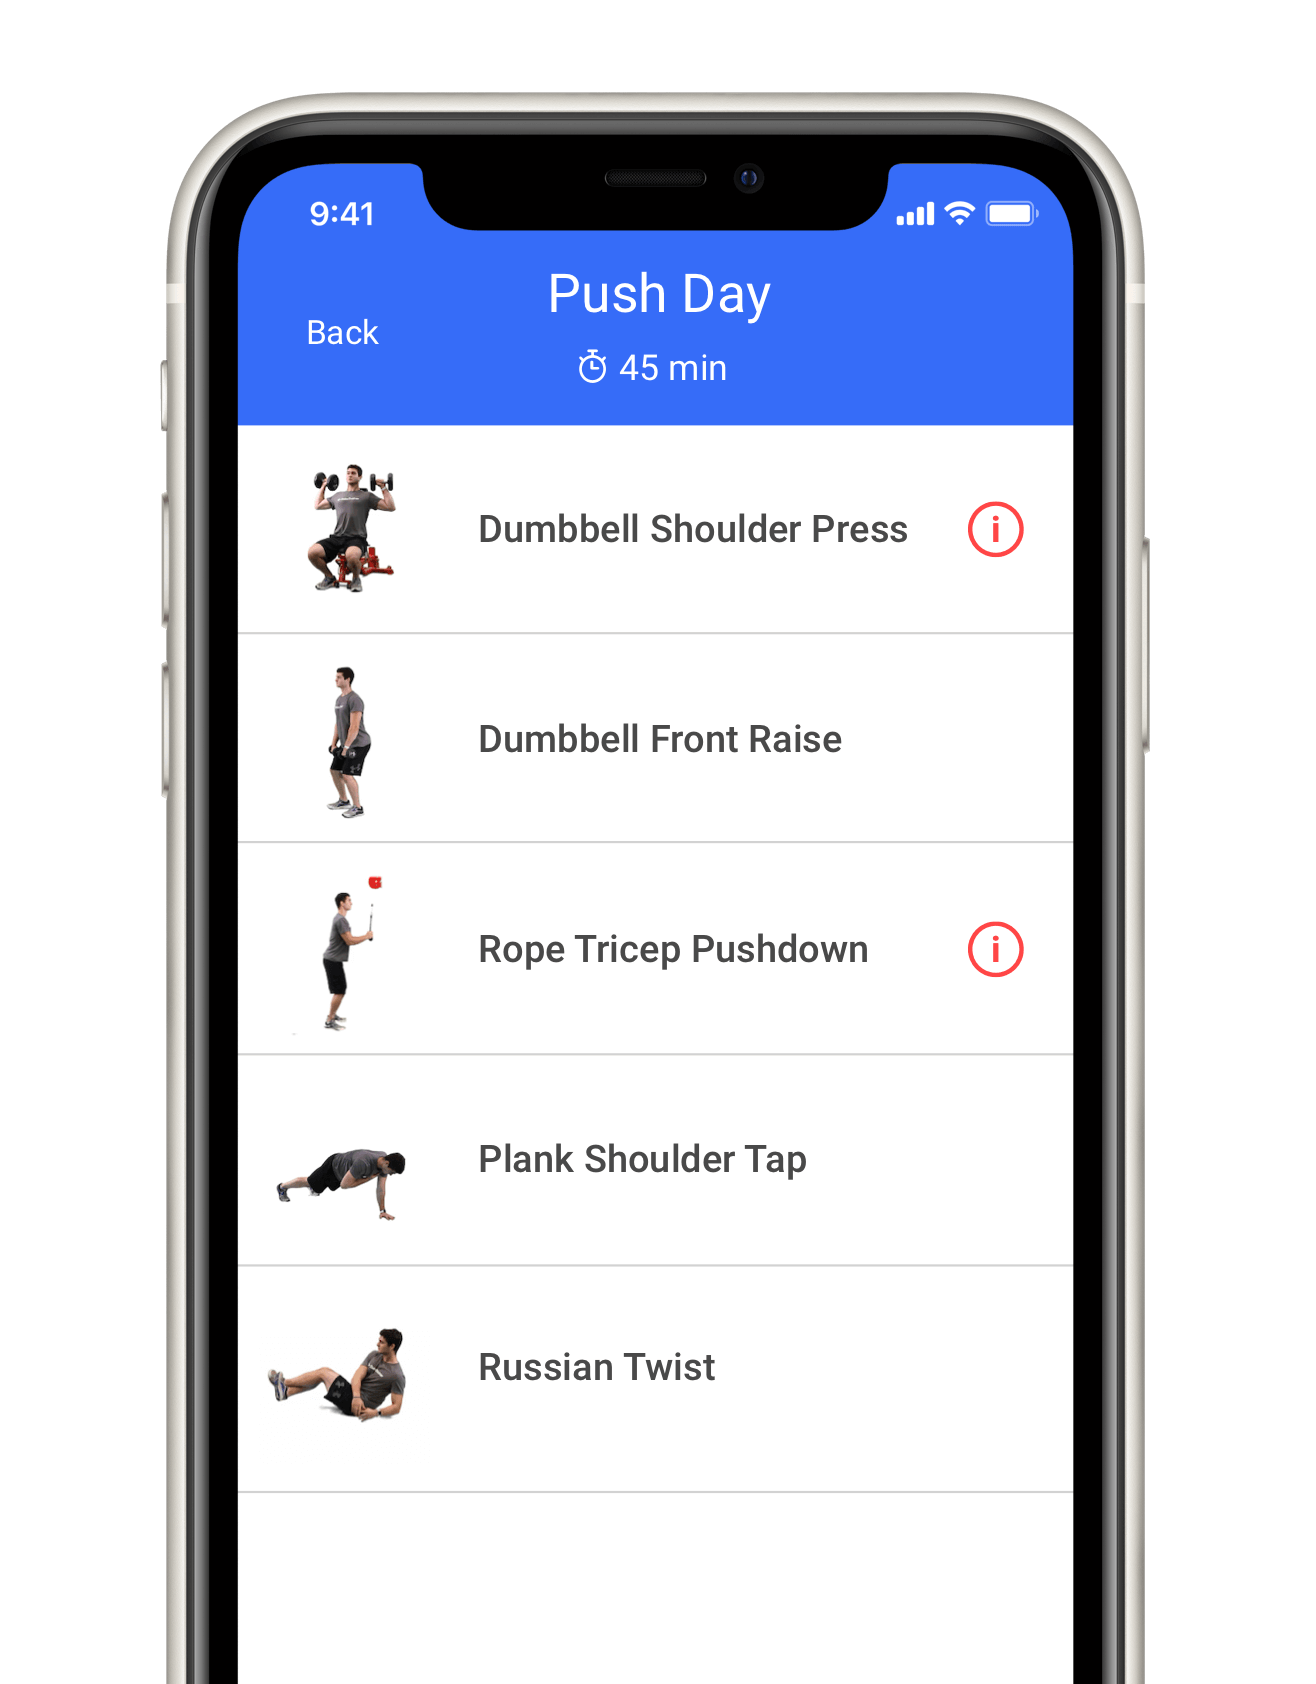 9:41
Push Day
Back
45 min
Dumbbell Shoulder Press
Dumbbell Front Raise
Rope Tricep Pushdown
Plank Shoulder Tap
Russian Twist